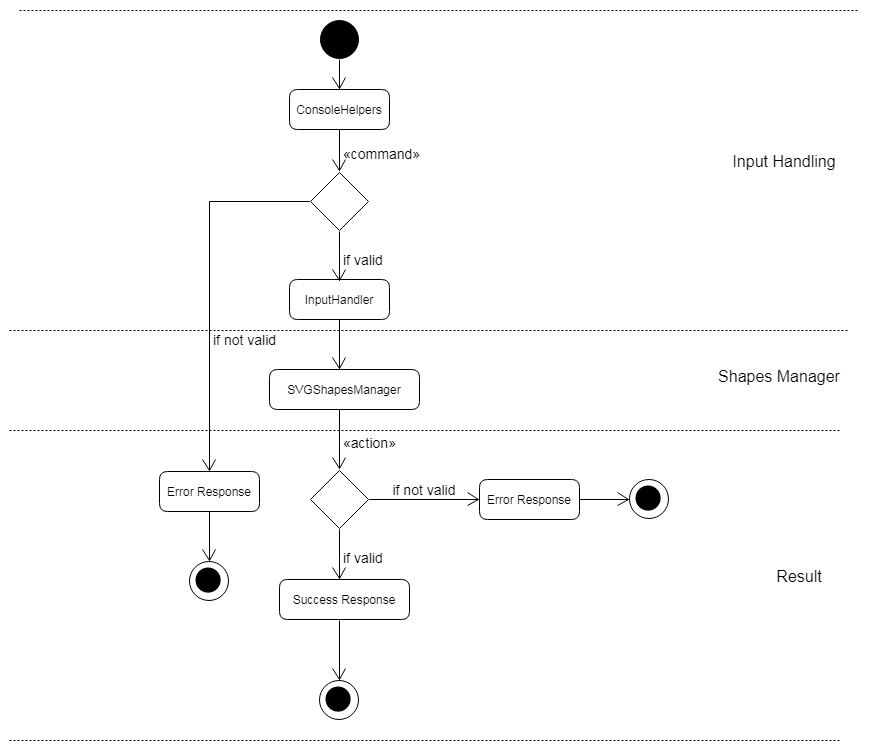 ConsoleHelpers
«command»
Input Handling
if valid
InputHandler
if not valid
Shapes Manager
SVGShapesManager
«action»
if not valid
Error Response
Error Response
if valid
Result
Success Response